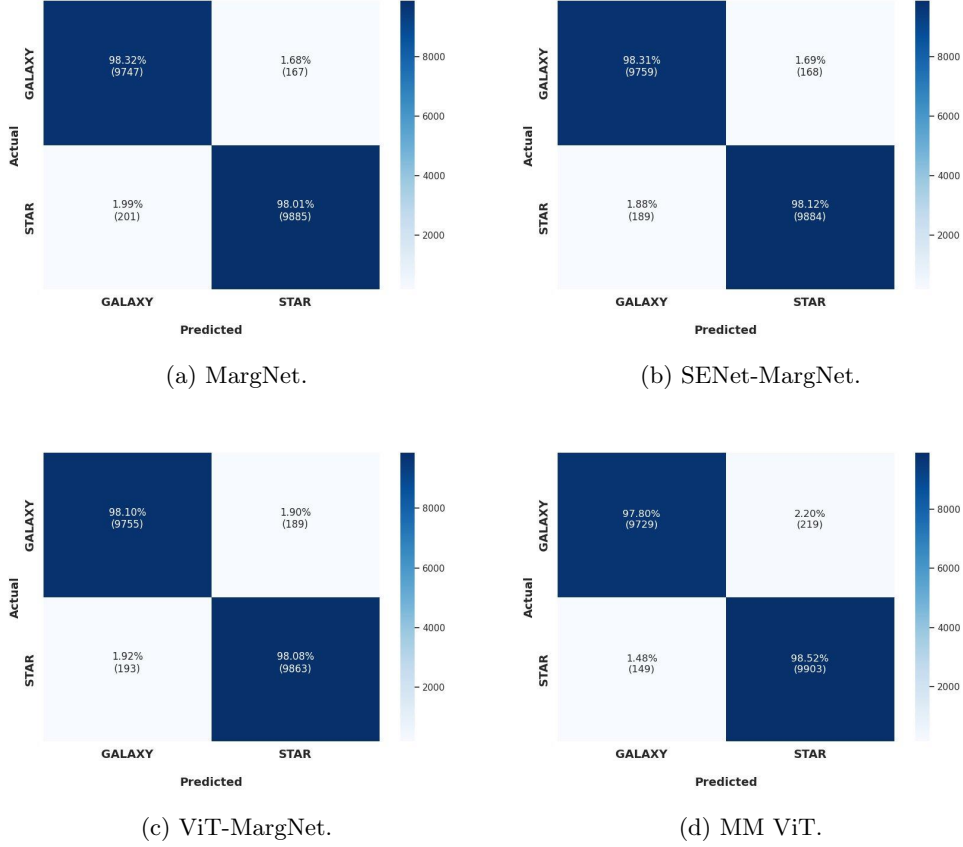 GALAXY
98.32%
(9747)
1.68%
(167)
8000
6000
Actual
STAR
1.99%
(201)
98.01%
(9885)
4000
2000
GALAXY STAR
Predicted
(a) MargNet.
GALAXY
98.31%
(9759)
1.69%
(168)
8000
6000
Actual
STAR
1.88%
(189)
98.12%
(9884)
4000
2000
GALAXY STAR
Predicted
(b) SENet-MargNet.
GALAXY
98.10%
(9755)
1.90%
(189)
8000
6000
Actual
STAR
1.92%
(193)
98.08%
(9863)
4000
2000
GALAXY STAR
Predicted
(c) ViT-MargNet.
GALAXY
97.80%
(9729)
2.20%
(219)
8000
6000
Actual
STAR
1.48%
(149)
98.52%
(9903)
4000
2000
GALAXY STAR
Predicted
(d) MM ViT.